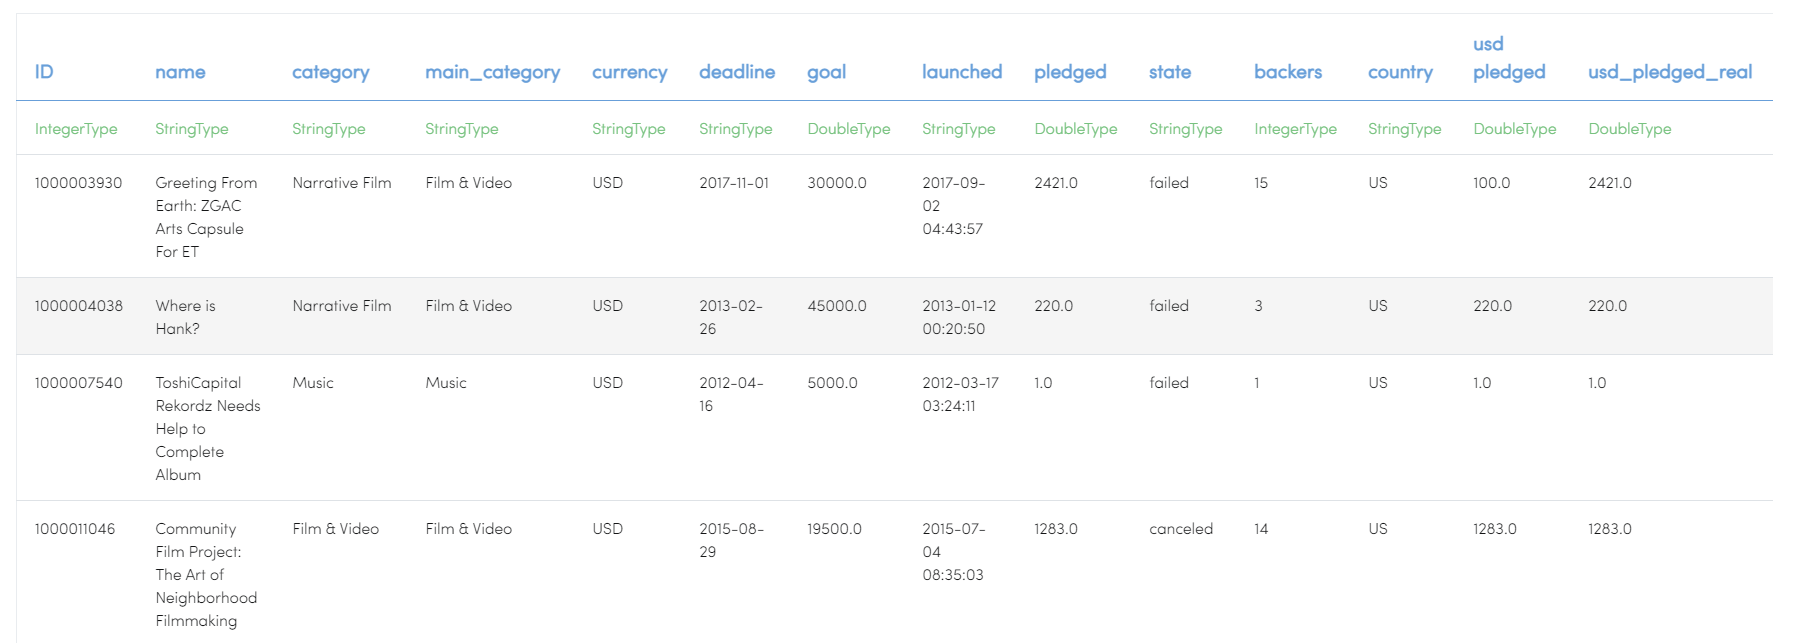 usd
ID name category main_category currency deadline goal launched pledged state backers country pledged usd_pledged_real
IntegerType StringType StringType StringType StringType StringType DoubleType StringType DoubleType StringType IntegerType StringType DoubleType DoubleType
1000003930 Greeting From Narrative Film Film & Video USD 2017-11-01 30000.0 2017-09- 2421.0 failed 15 US 100.0 2421.0
Earth: ZGAC 02
Arts Capsule 04:43:57
For ET
1000004038 Where is Narrative Film Film & Video USD 2013-02- 45000.0 2013-01-12 220.0 failed 3 US 220.0 220.0
Hank? 26 00:20:50
1000007540 ToshiCapital Music Music USD 2012-04- 5000.0 2012-03-17 1.0 failed 1 US 1.0 1.0
Rekordz Needs 16 03:24:11
Help to
Complete
Album
1000011046 Community Film & Video Film & Video USD 2015-08- 19500.0 2015-07- 1283.0 canceled 14 US 1283.0 1283.0
Film Project: 29 04
The Art of 08:35:03
Neighborhood
Filmmaking